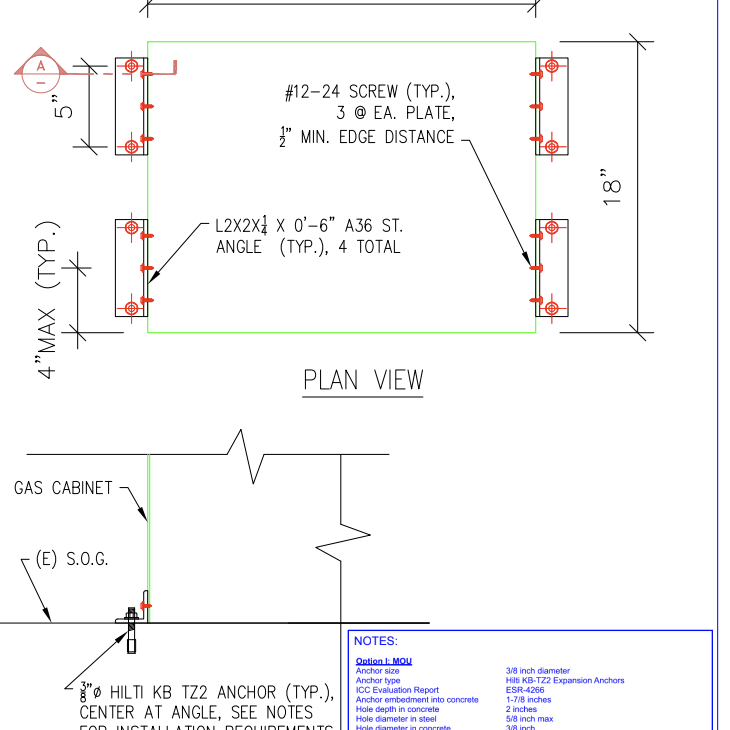 A
5"
#12-24 SCREW (TYP.),
3 @ EA. PLATE,
1/2" MIN. EDGE DISTANCE
18"
L2X2X1/4 X 0'-6" A36 ST.
ANGLE (TYP.), 4 TOTAL
4"MAX (TYP.)
PLAN VIEW
GAS CABINET
(E) S.O.G.
3/8"ø HILTI KB TZ2 ANCHOR (TYP.),
CENTER AT ANGLE, SEE NOTES
FOR INSTALLATION REQUIREMENTS
NOTES:
Option I: MOU
Anchor size 3/8 inch diameter
Anchor type Hilti KB-TZ2 Expansion Anchors
ICC Evaluation Report ESR-4266
Anchor embedment into concrete 1-7/8 inches
Hole depth in concrete 2 inches
Hole diameter in steel 5/8 inch max
Hole diameter in concrete 3/8 inch